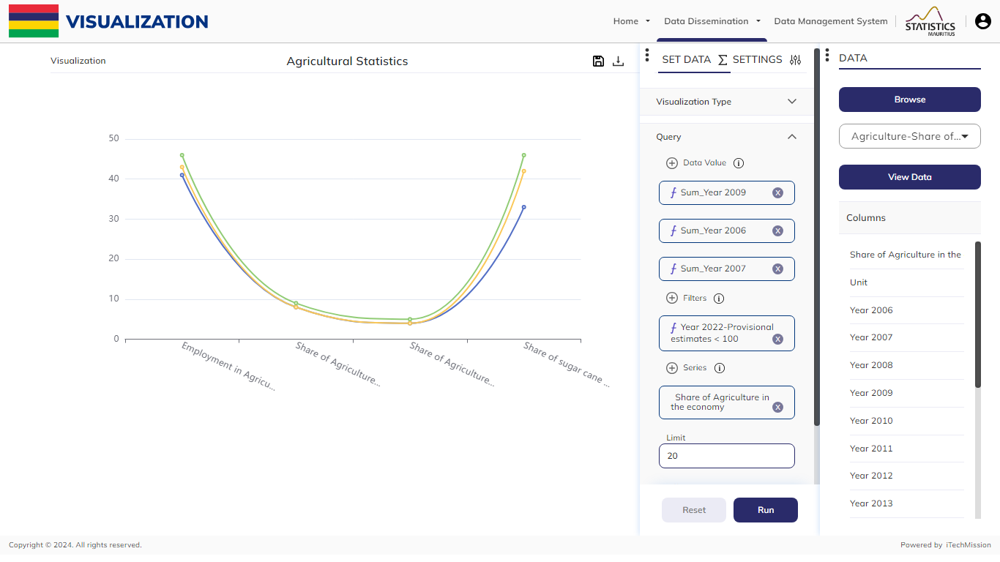 VISUALIZATION
Home
Data Dissemination
Data Management System
STATISTICS
MAURITIUS
Visualization
Agricultural Statistics
50
40
30
20
10
0
Employment in Agricu...
Share of Agriculture...
Share of Agriculture...
Share of sugar cane ...
SET DATA
SETTINGS
Visualization Type
Query
Data Value
Sum_Year 2009
X
Sum_Year 2006
X
Sum_Year 2007
X
Filters
Year 2022-Provisional
estimates < 100
X
Series
Share of Agriculture in
the economy
X
Limit
20
Reset
Run
DATA
Browse
Agriculture-Share of...
View Data
Columns
Share of Agriculture in the
Unit
Year 2006
Year 2007
Year 2008
Year 2009
Year 2010
Year 2011
Year 2012
Year 2013
Copyright © 2024. All rights reserved.
Powered by iTechMission